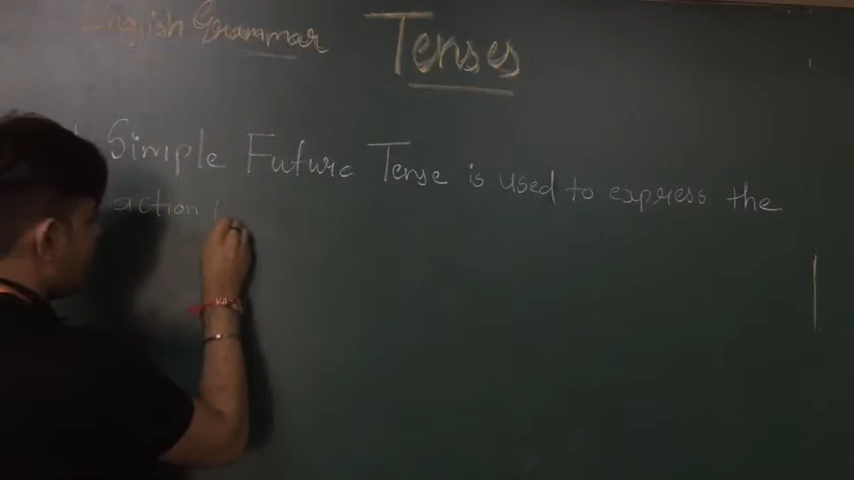 English Grammar
Tenses
Simple Future Tense is used to express the
action